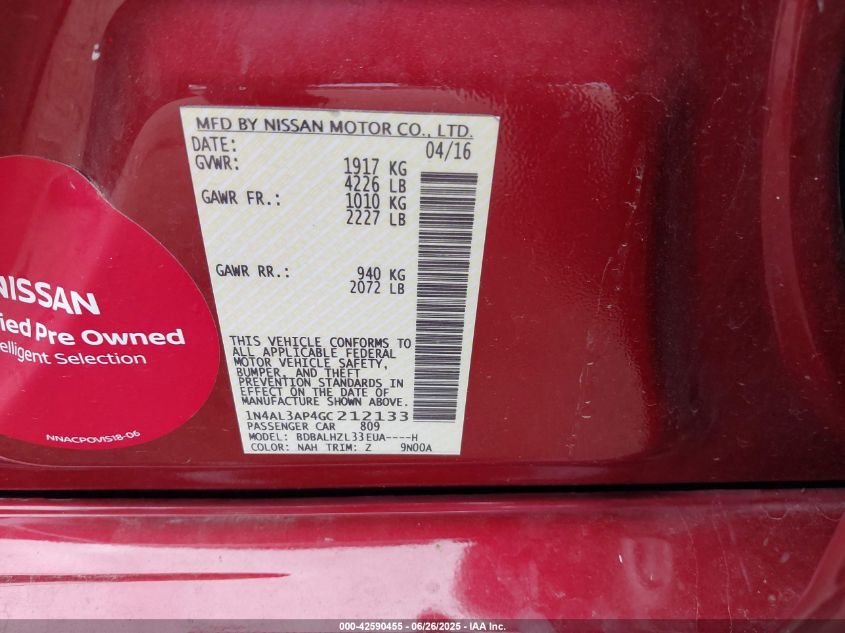 MFD BY NISSAN MOTOR CO., LTD.
DATE: 04/16
GVWR: 1917 KG
4226 LB
GAWR FR.: 1010 KG
2227 LB
GAWR RR.: 940 KG
2072 LB
THIS VEHICLE CONFORMS TO
ALL APPLICABLE FEDERAL
MOTOR VEHICLE SAFETY,
BUMPER, AND THEFT
PREVENTION STANDARDS IN
EFFECT ON THE DATE OF
MANUFACTURE SHOWN ABOVE.
1N4AL3AP4GC212133
PASSENGER CAR 809
MODEL: BDBALHZL33EUA----H
COLOR: NAH TRIM: Z 9N00A
NISSAN
ied Pre Owned
elligent Selection
NNACPOVIS18-06
000-42590455 - 06/26/2025 - IAA Inc.